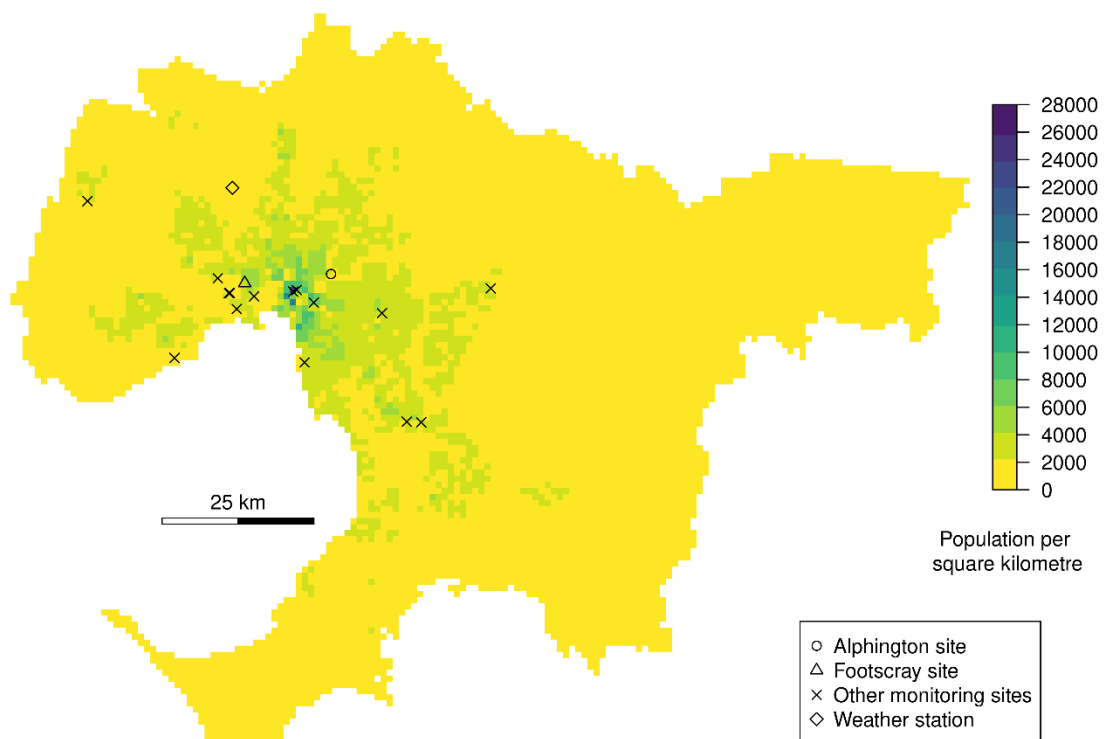 28000
26000
24000
22000
20000
18000
16000
14000
12000
10000
8000
6000
4000
2000
0
25 km
Population per
square kilometre
Alphington site
Footscray site
Other monitoring sites
Weather station